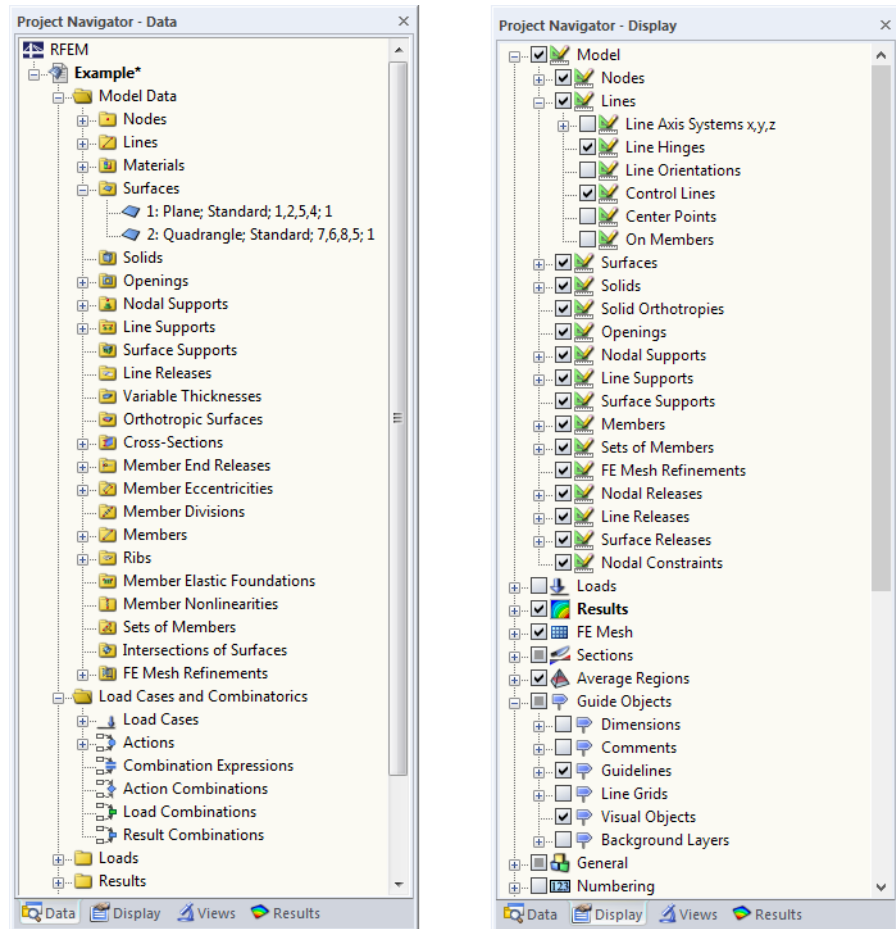 Project Navigator - Data
RFEM
Example*
Model Data
Nodes
Lines
Materials
Surfaces
1: Plane; Standard; 1,2,5,4; 1
2: Quadrangle; Standard; 7,6,8,5; 1
Solids
Openings
Nodal Supports
Line Supports
Surface Supports
Line Releases
Variable Thicknesses
Orthotropic Surfaces
Cross-Sections
Member End Releases
Member Eccentricities
Member Divisions
Members
Ribs
Member Elastic Foundations
Member Nonlinearities
Sets of Members
Intersections of Surfaces
FE Mesh Refinements
Load Cases and Combinatorics
Load Cases
Actions
Combination Expressions
Action Combinations
Load Combinations
Result Combinations
Loads
Results
Data Display Views Results
Project Navigator - Display
Model
Nodes
Lines
Line Axis Systems x,y,z
Line Hinges
Line Orientations
Control Lines
Center Points
On Members
Surfaces
Solids
Solid Orthotropies
Openings
Nodal Supports
Line Supports
Surface Supports
Members
Sets of Members
FE Mesh Refinements
Nodal Releases
Line Releases
Surface Releases
Nodal Constraints
Loads
Results
FE Mesh
Sections
Average Regions
Guide Objects
Dimensions
Comments
Guidelines
Line Grids
Visual Objects
Background Layers
General
123 Numbering
Data Display Views Results